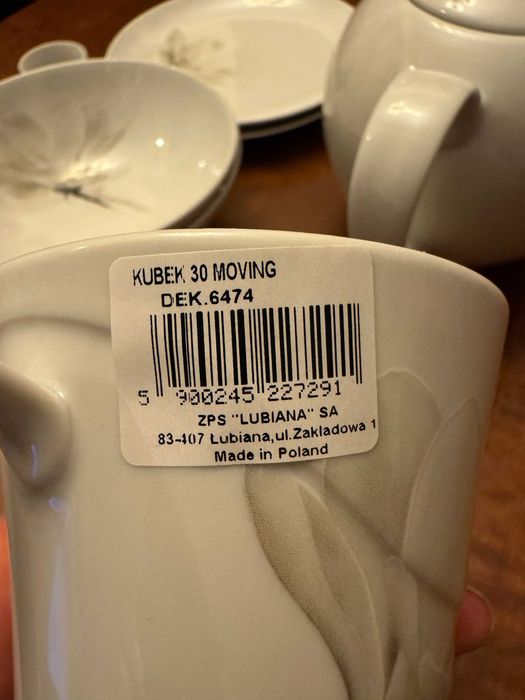 KUBEK 30 MOVING
DEK.6474
5 900245 227291
ZPS "LUBIANA" SA
83-407 Łubiana,ul.Zakładowa 1
Made in Poland